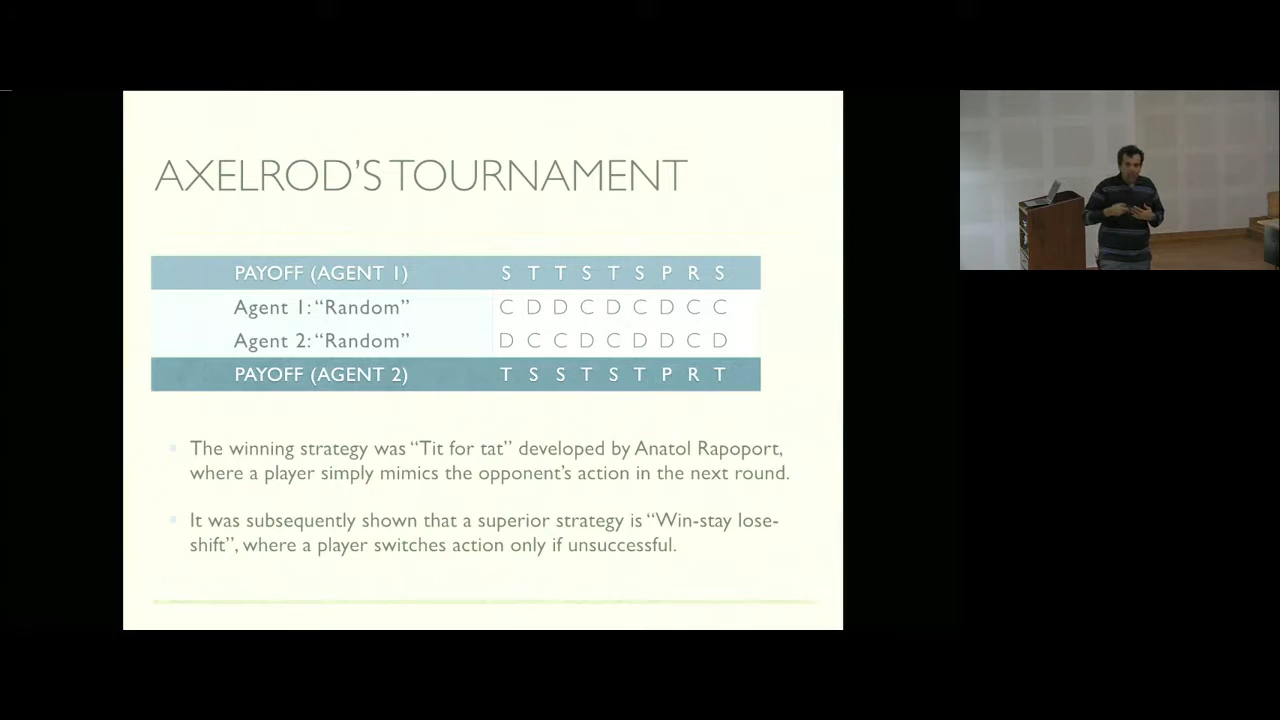 AXELROD'S TOURNAMENT
PAYOFF (AGENT 1) S T T S T S P R S
Agent 1: "Random" C D D C D C D C C
Agent 2: "Random" D C C D C D D C D
PAYOFF (AGENT 2) T S S T S T P R T
The winning strategy was "Tit for tat" developed by Anatol Rapoport,
where a player simply mimics the opponent's action in the next round.
It was subsequently shown that a superior strategy is "Win-stay lose-
shift", where a player switches action only if unsuccessful.